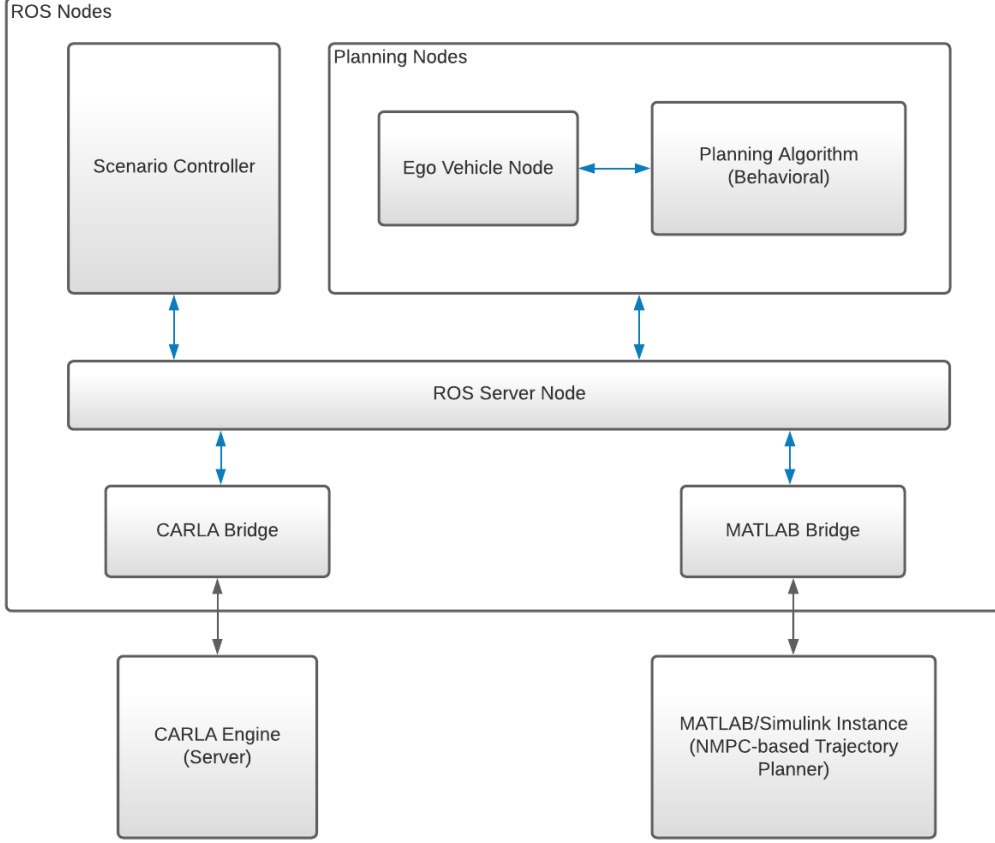 ROS Nodes
Planning Nodes
Scenario Controller
Ego Vehicle Node
Planning Algorithm
(Behavioral)
ROS Server Node
CARLA Bridge
MATLAB Bridge
CARLA Engine
(Server)
MATLAB/Simulink Instance
(NMPC-based Trajectory
Planner)